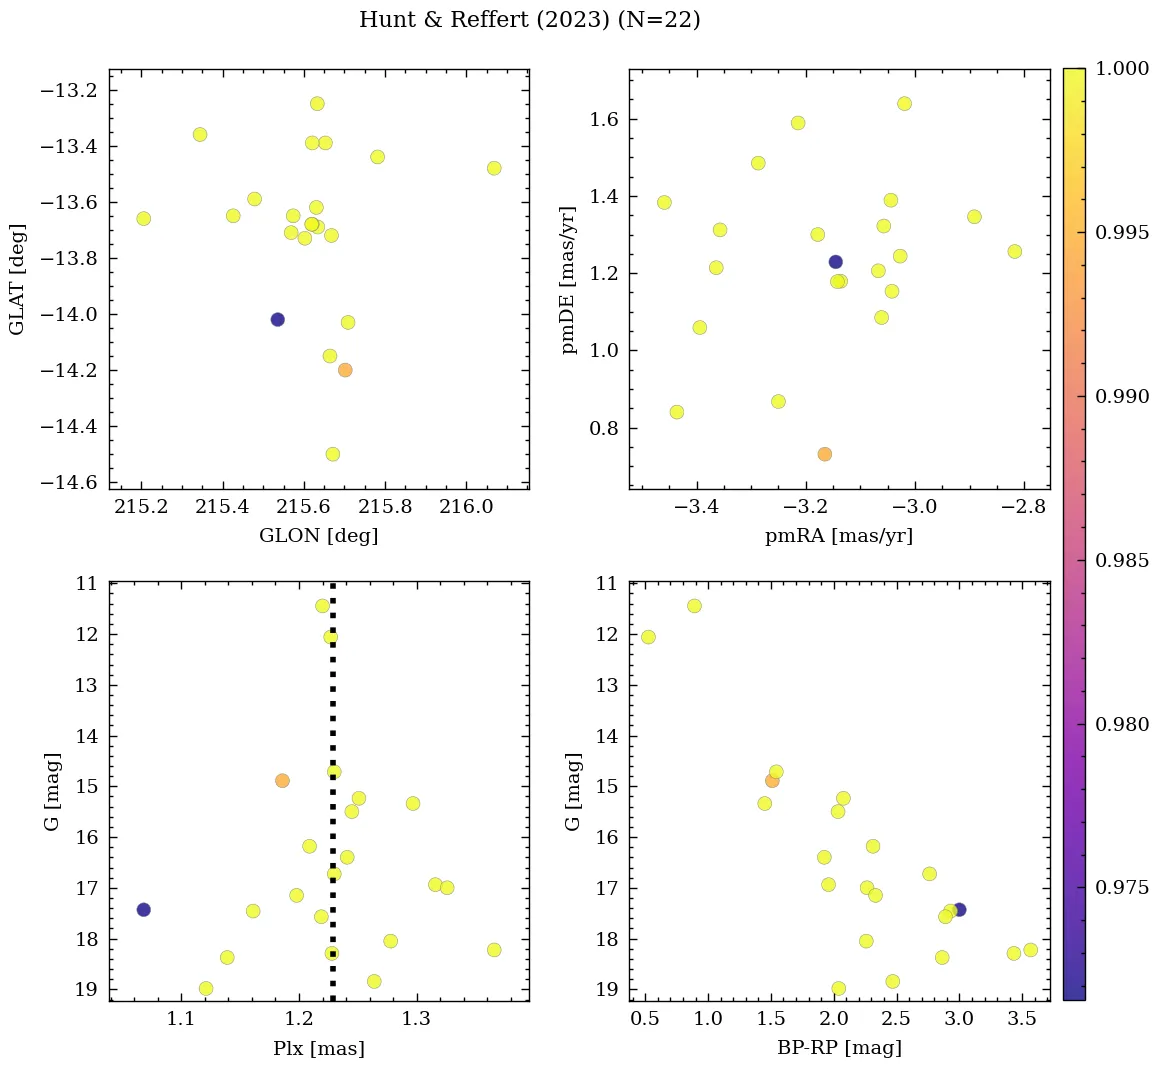 Hunt & Reffert (2023) (N=22)
GLAT [deg]
−13.2
−13.4
−13.6
−13.8
−14.0
−14.2
−14.4
−14.6
215.2 215.4 215.6 215.8 216.0
GLON [deg]
pmDE [mas/yr]
1.6
1.4
1.2
1.0
0.8
−3.4 −3.2 −3.0 −2.8
pmRA [mas/yr]
G [mag]
11
12
13
14
15
16
17
18
19
1.1 1.2 1.3
Plx [mas]
G [mag]
11
12
13
14
15
16
17
18
19
0.5 1.0 1.5 2.0 2.5 3.0 3.5
BP-RP [mag]
1.000
0.995
0.990
0.985
0.980
0.975